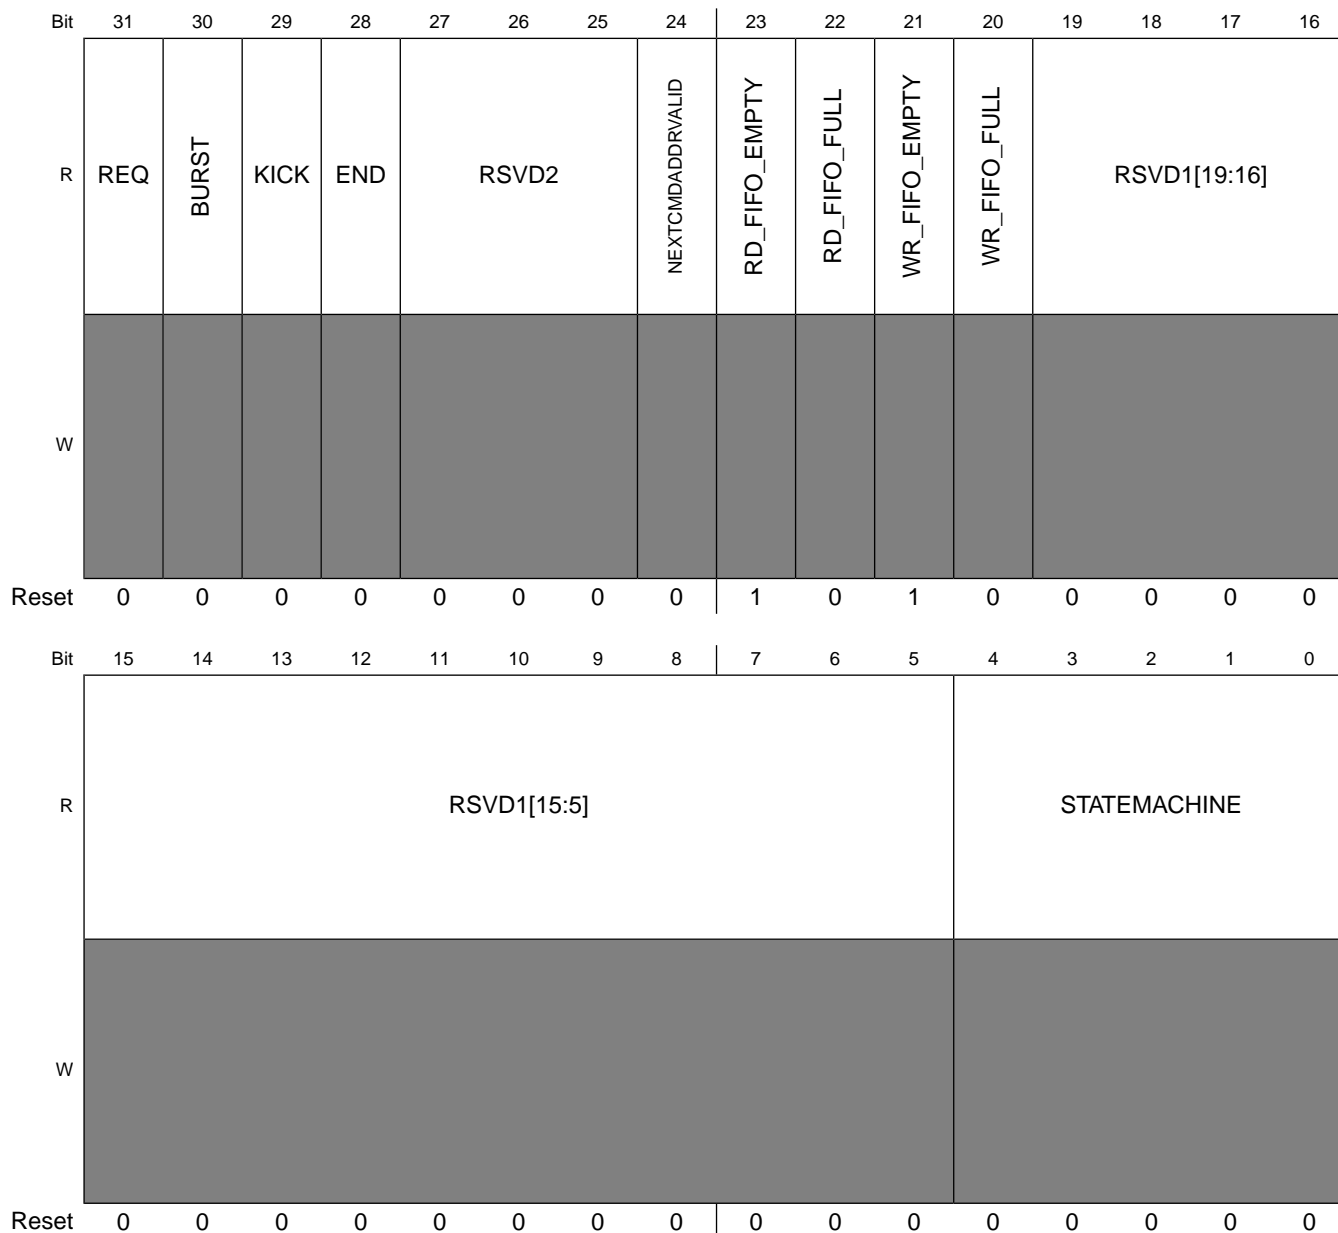 Bit 31 30 29 28 27 26 25 24 23 22 21 20 19 18 17 16
R REQ BURST KICK END RSVD2 NEXTCMDADDRVALID RD_FIFO_EMPTY RD_FIFO_FULL WR_FIFO_EMPTY WR_FIFO_FULL RSVD1[19:16]
W
Reset 0 0 0 0 0 0 0 0 1 0 1 0 0 0 0 0
Bit 15 14 13 12 11 10 9 8 7 6 5 4 3 2 1 0
R RSVD1[15:5] STATEMACHINE
W
Reset 0 0 0 0 0 0 0 0 0 0 0 0 0 0 0 0